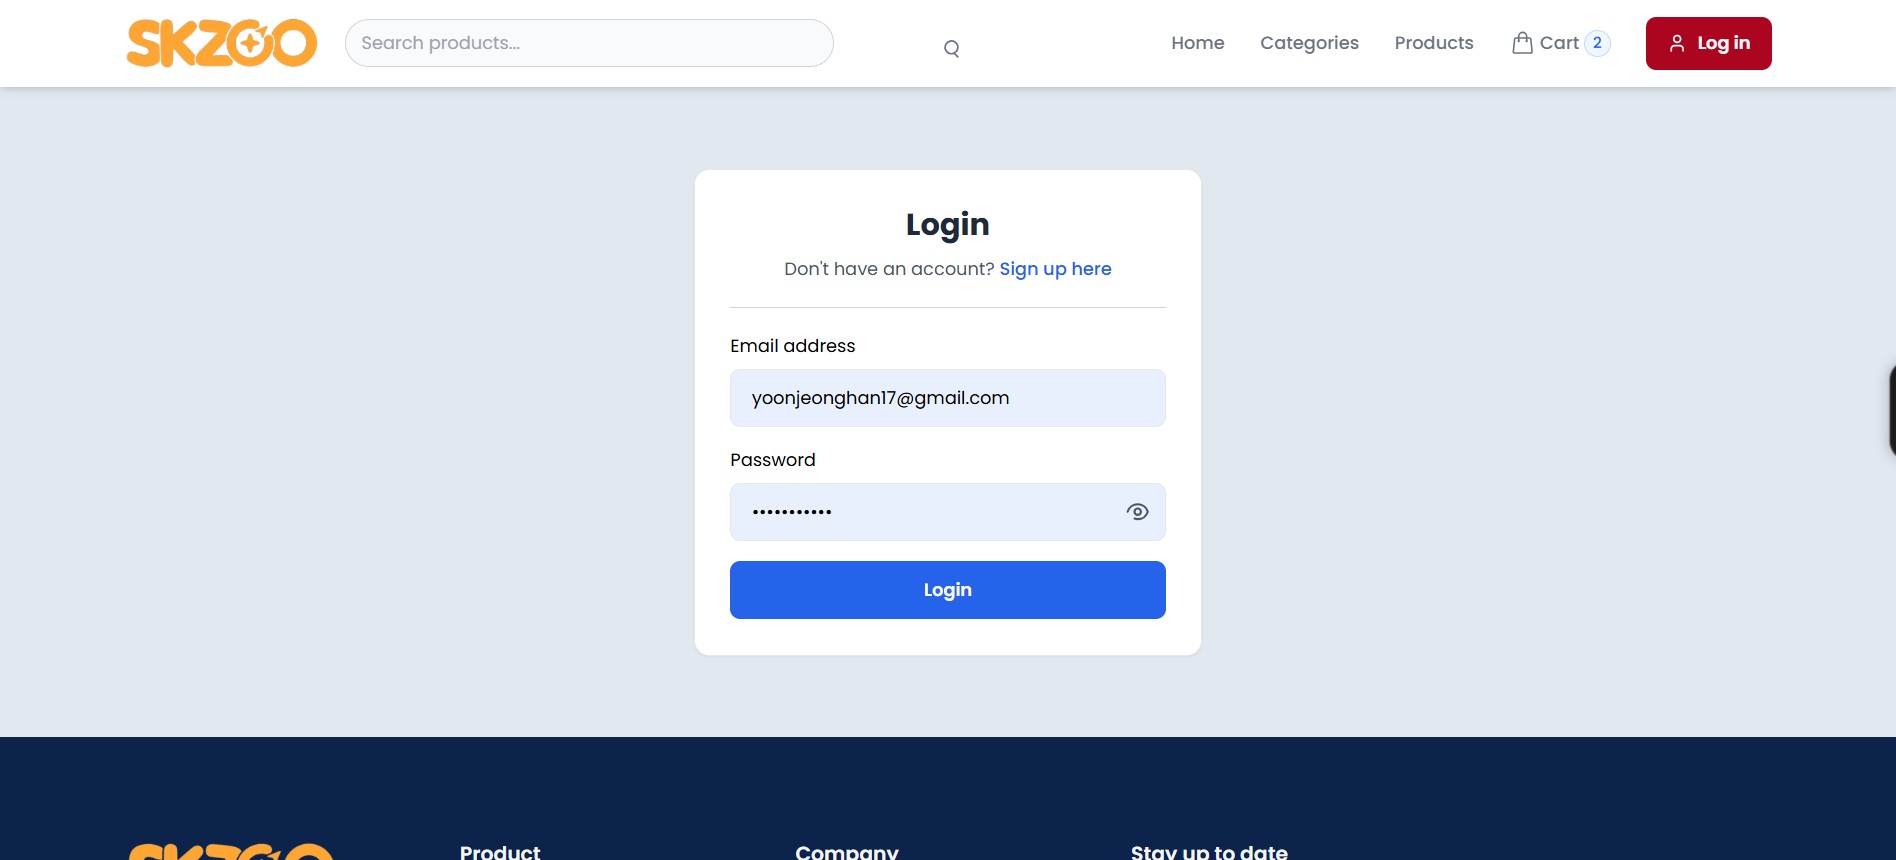 SKZOO
Search products...
Home
Categories
Products
Cart 2
Log in
Login
Don't have an account? Sign up here
Email address
yoonjeonghan17@gmail.com
Password
•••••••••••
Login
SKZOO
Product
Company
Stay up to date